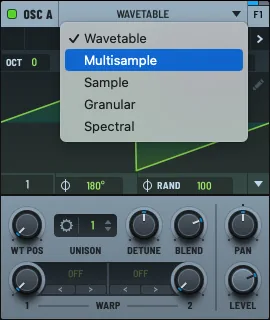 OSC A WAVETABLE F1
✓ Wavetable
Multisample
Sample
Granular
Spectral
OCT 0
1 180° RAND 100
1
WT POS UNISON DETUNE BLEND PAN
OFF OFF
< > < >
1 WARP 2 LEVEL